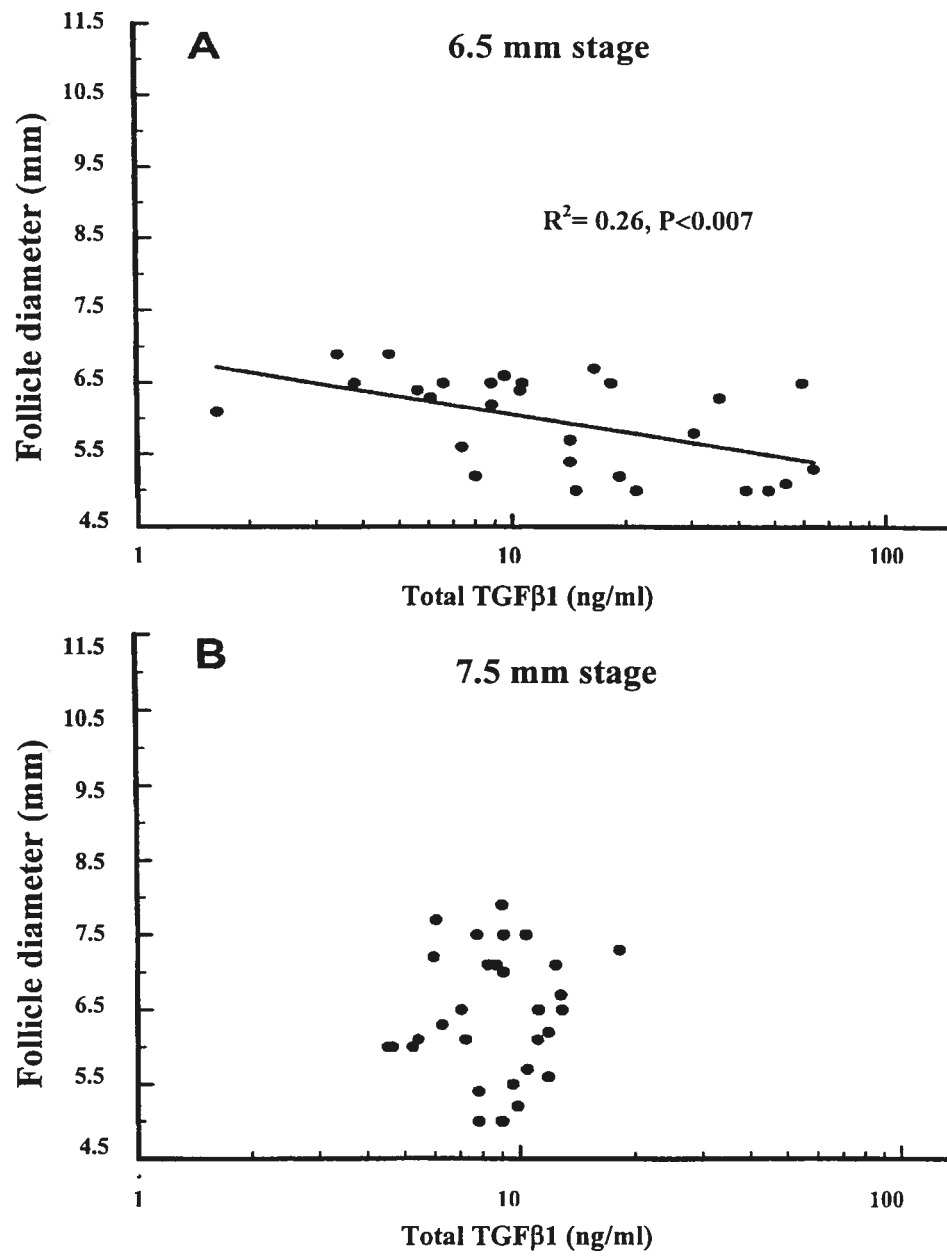 A
6.5 mm stage
Follicle diameter (mm)
11.5
10.5
9.5
8.5
7.5
6.5
5.5
4.5
R²= 0.26, P<0.007
1
10
100
Total TGFβ1 (ng/ml)
B
7.5 mm stage
Follicle diameter (mm)
11.5
10.5
9.5
8.5
7.5
6.5
5.5
4.5
1
10
100
Total TGFβ1 (ng/ml)